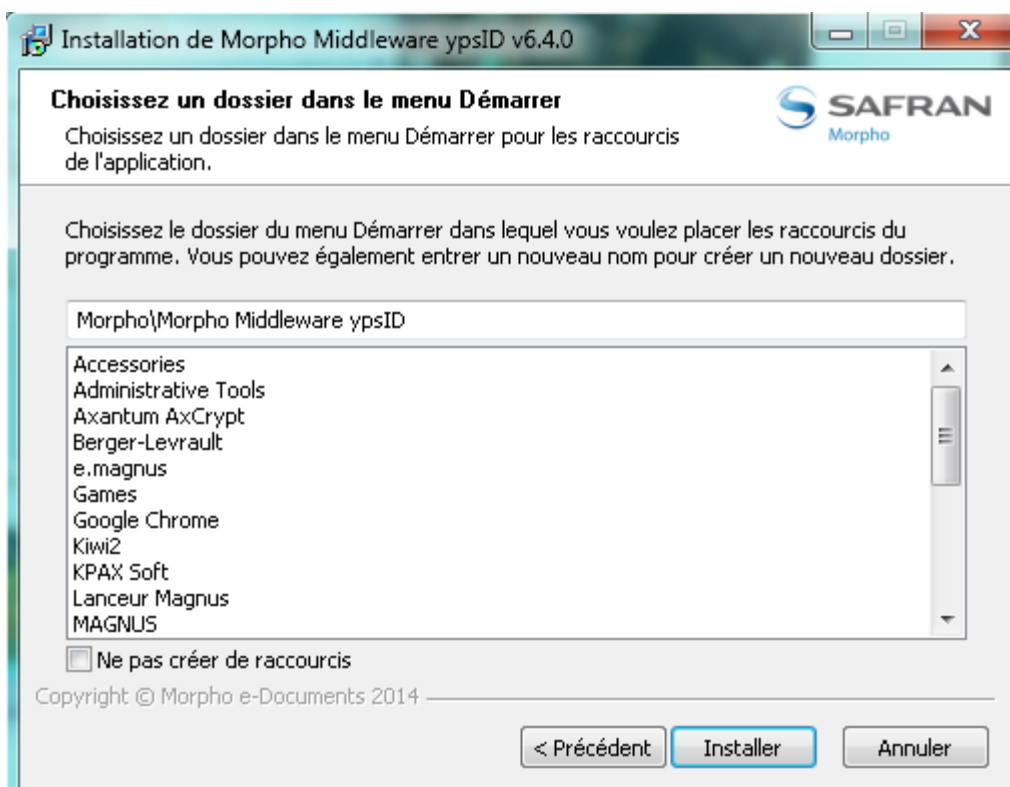 Installation de Morpho Middleware ypsID v6.4.0
Choisissez un dossier dans le menu Démarrer
Choisissez un dossier dans le menu Démarrer pour les raccourcis
de l'application.
SAFRAN
Morpho
Choisissez le dossier du menu Démarrer dans lequel vous voulez placer les raccourcis du
programme. Vous pouvez également entrer un nouveau nom pour créer un nouveau dossier.
Morpho\Morpho Middleware ypsID
Accessories
Administrative Tools
Axantum AxCrypt
Berger-Levrault
e.magnus
Games
Google Chrome
Kiwi2
KPAX Soft
Lanceur Magnus
MAGNUS
Ne pas créer de raccourcis
Copyright © Morpho e-Documents 2014
< Précédent
Installer
Annuler